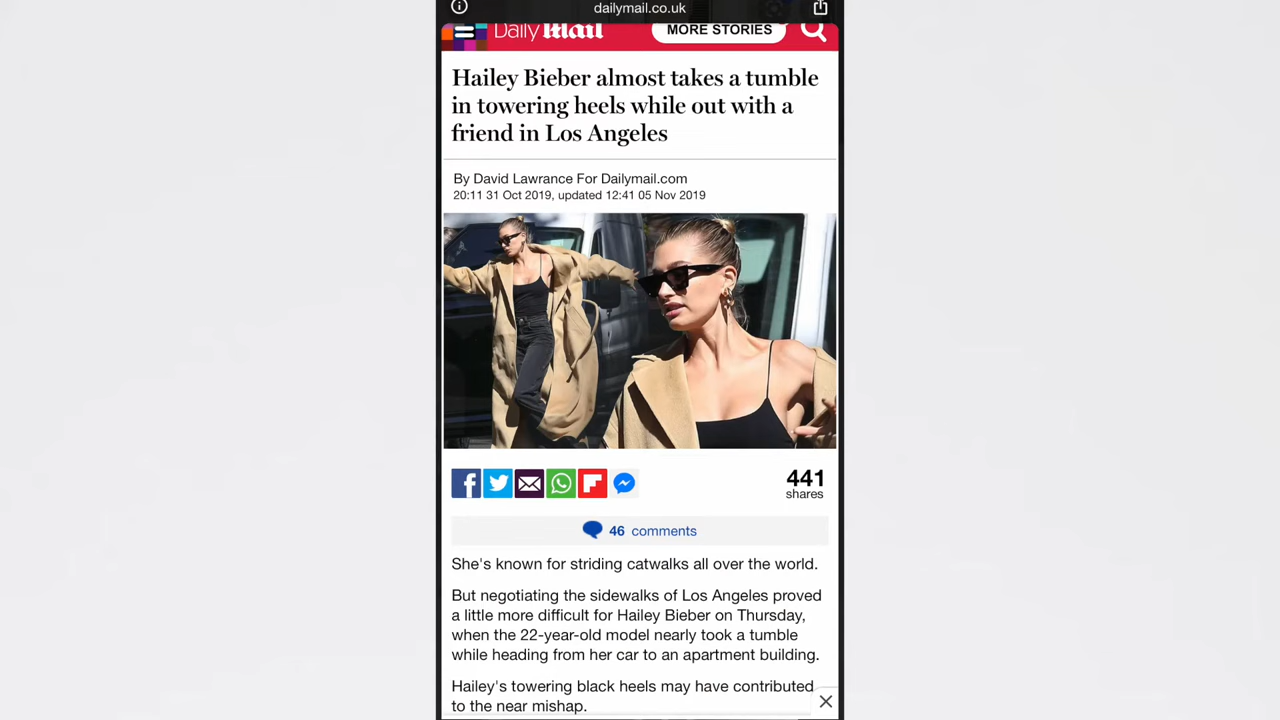 dailymail.co.uk
Daily Mail
MORE STORIES
Hailey Bieber almost takes a tumble
in towering heels while out with a
friend in Los Angeles
By David Lawrance For Dailymail.com
20:11 31 Oct 2019, updated 12:41 05 Nov 2019
441
shares
46 comments
She's known for striding catwalks all over the world.
But negotiating the sidewalks of Los Angeles proved
a little more difficult for Hailey Bieber on Thursday,
when the 22-year-old model nearly took a tumble
while heading from her car to an apartment building.
Hailey's towering black heels may have contributed
to the near mishap.